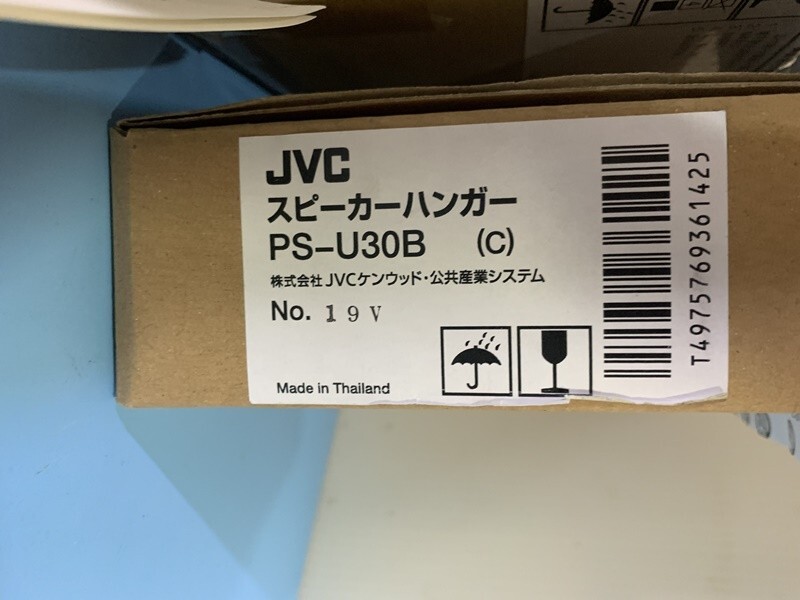 JVC
スピーカーハンガー
PS-U30B (C)
株式会社 JVCケンウッド・公共産業システム
No. 19V
Made in Thailand
T4975769361425